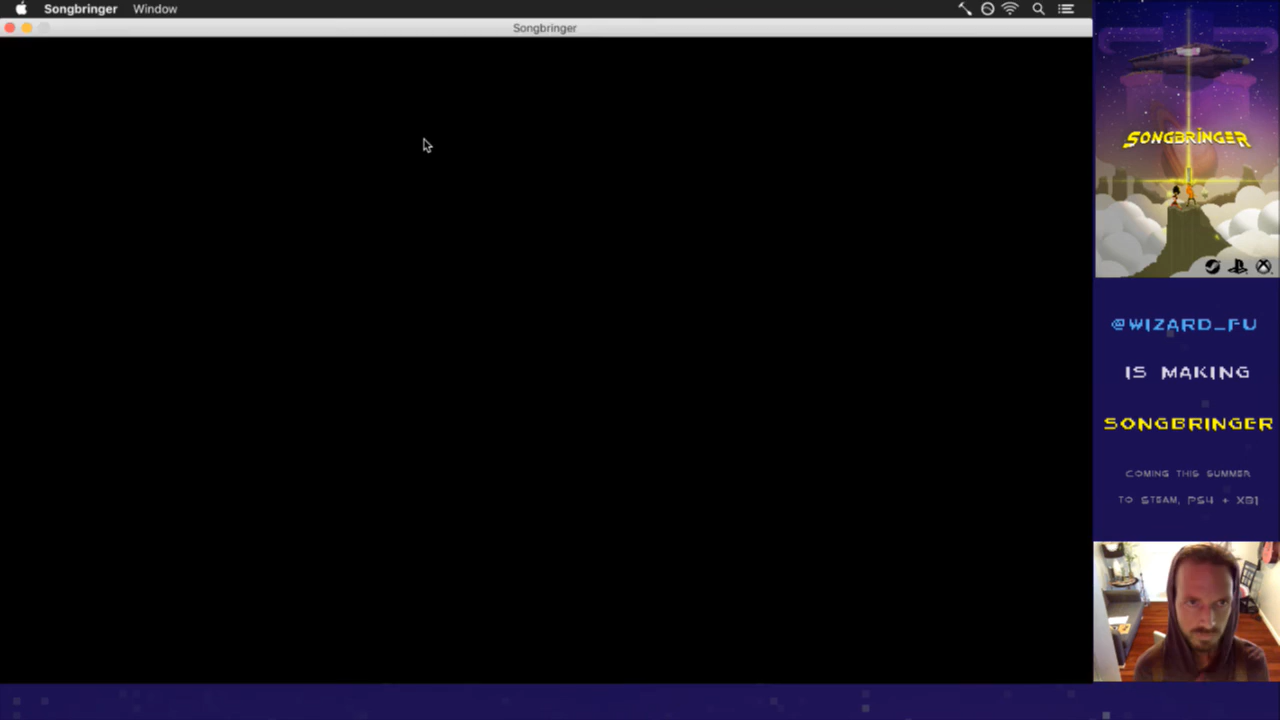 Songbringer Window
Songbringer
SONGBRINGER
@WIZARD_FU
IS MAKING
SONGBRINGER
COMING THIS SUMMER
TO STEAM, PS4 + XB1